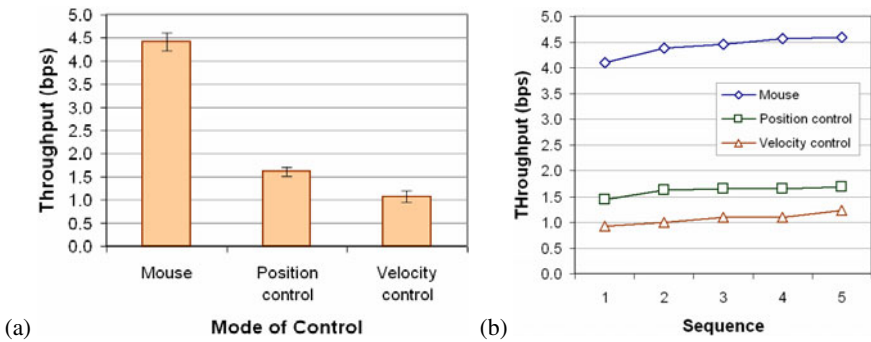 5.0
4.5
4.0
3.5
3.0
2.5
2.0
1.5
1.0
0.5
0.0
Throughput (bps)
Mouse
Position control
Velocity control
Mode of Control
(a)
5.0
4.5
4.0
3.5
3.0
2.5
2.0
1.5
1.0
0.5
0.0
THroughput (bps)
Mouse
Position control
Velocity control
1 2 3 4 5
Sequence
(b)